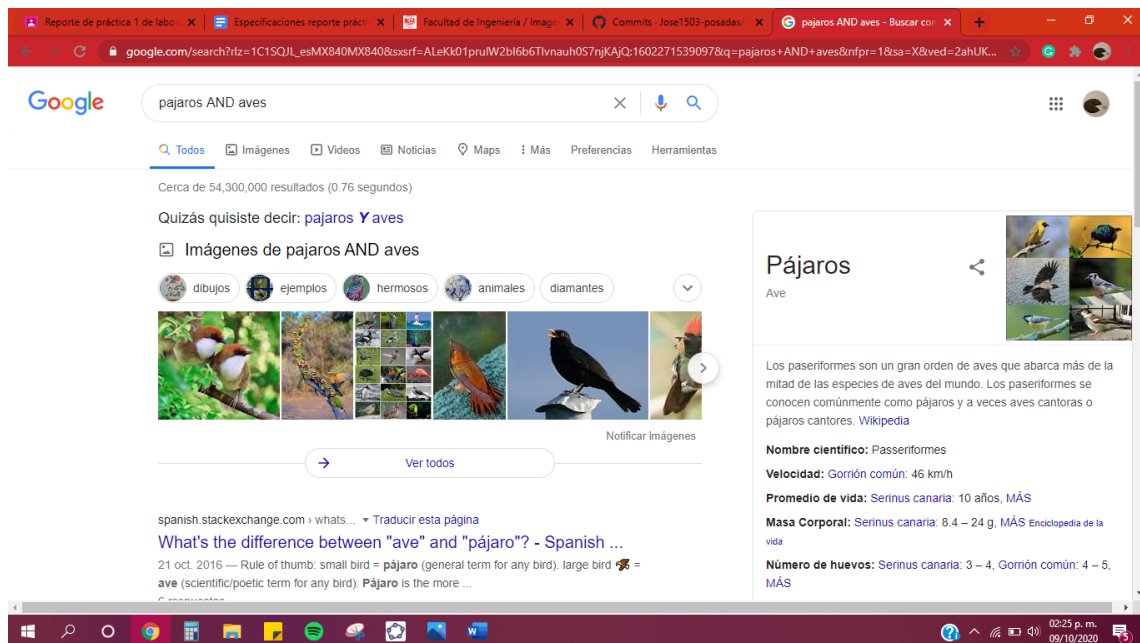 Reporte de práctica 1 de labor
Especificaciones reporte práctic
Facultad de Ingeniería / Image
Commits · Jose1503-posadas/
pajaros AND aves - Buscar con
google.com/search?rlz=1C1SQJL_esMX840MX840&sxsrf=ALeKk01pruIW2bI6b6TIvnauh0S7njKAjQ:1602271539097&q=pajaros+AND+aves&nfpr=1&sa=X&ved=2ahUK...
Google
pajaros AND aves
Todos Imágenes Videos Noticias Maps Más Preferencias Herramientas
Cerca de 54,300,000 resultados (0.76 segundos)
Quizás quisiste decir: pajaros Y aves
Imágenes de pajaros AND aves
dibujos ejemplos hermosos animales diamantes
Notificar imágenes
Ver todos
spanish.stackexchange.com › whats... Traducir esta página
What's the difference between "ave" and "pájaro"? - Spanish ...
21 oct. 2016 — Rule of thumb: small bird = pájaro (general term for any bird). large bird =
ave (scientific/poetic term for any bird). Pájaro is the more ...
6 respuestas
Pájaros
Ave
Los paseriformes son un gran orden de aves que abarca más de la
mitad de las especies de aves del mundo. Los paseriformes se
conocen comúnmente como pájaros y a veces aves cantoras o
pájaros cantores. Wikipedia
Nombre científico: Passeriformes
Velocidad: Gorrión común: 46 km/h
Promedio de vida: Serinus canaria: 10 años, MÁS
Masa Corporal: Serinus canaria: 8.4 – 24 g, MÁS Enciclopedia de la
vida
Número de huevos: Serinus canaria: 3 – 4, Gorrión común: 4 – 5,
MÁS
02:25 p. m.
09/10/2020
5